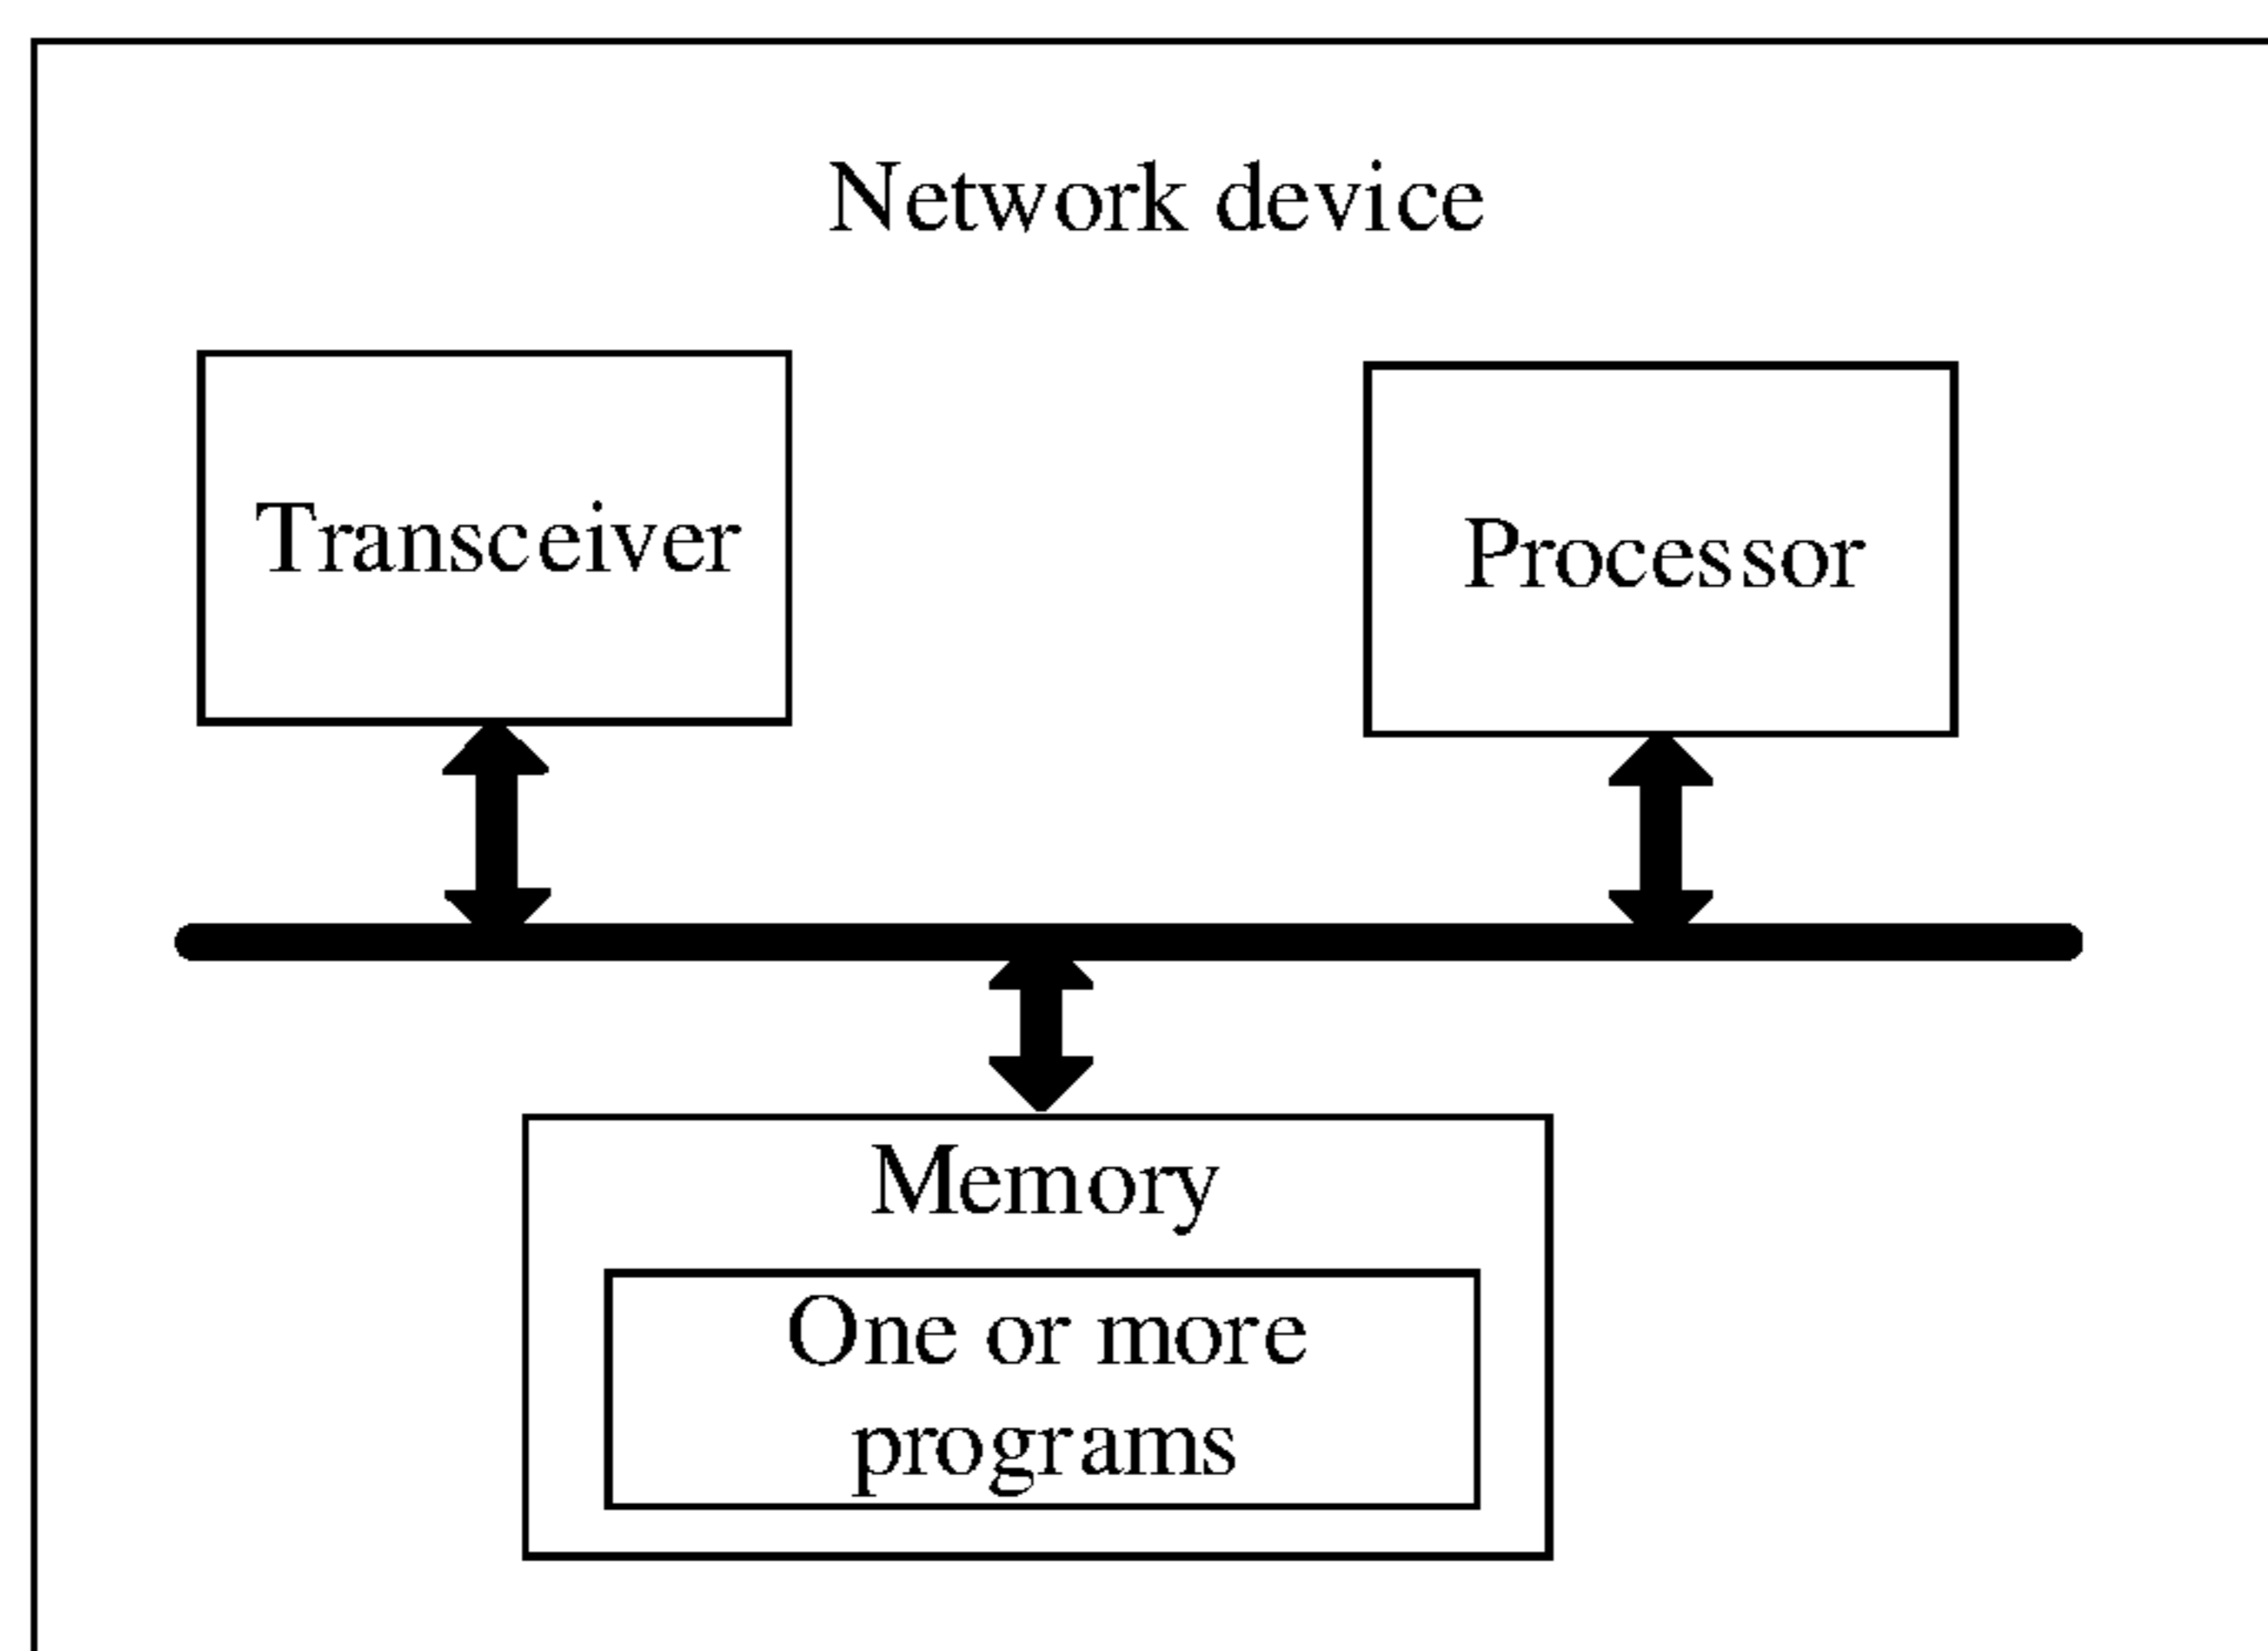 Network device
Transceiver
Processor
Memory
One or more
programs